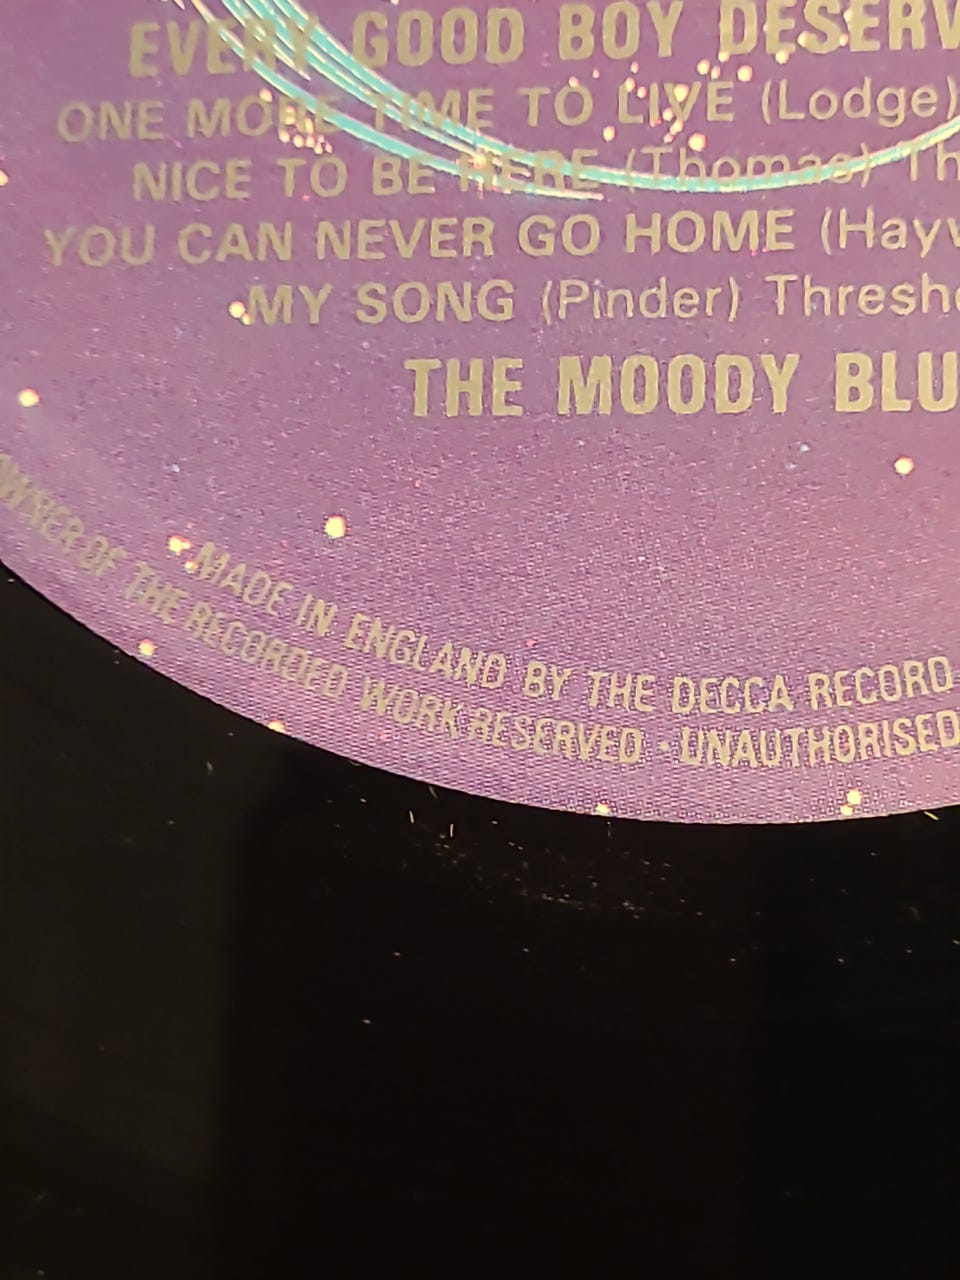 EVERY GOOD BOY DESERV
ONE MORE TIME TO LIVE (Lodge)
NICE TO BE HERE (Thomas) Th
YOU CAN NEVER GO HOME (Hayw
MY SONG (Pinder) Thresho
THE MOODY BLU
MADE IN ENGLAND BY THE DECCA RECORD
OWNER OF THE RECORDED WORK RESERVED · UNAUTHORISED